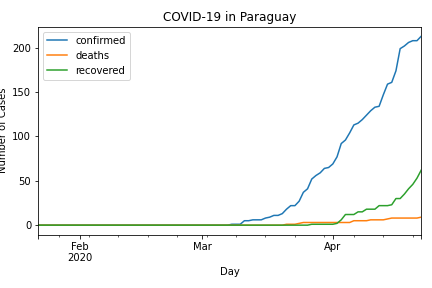 COVID-19 in Paraguay
confirmed
deaths
recovered
Number of Cases
200
150
100
50
0
Feb
2020
Mar
Apr
Day